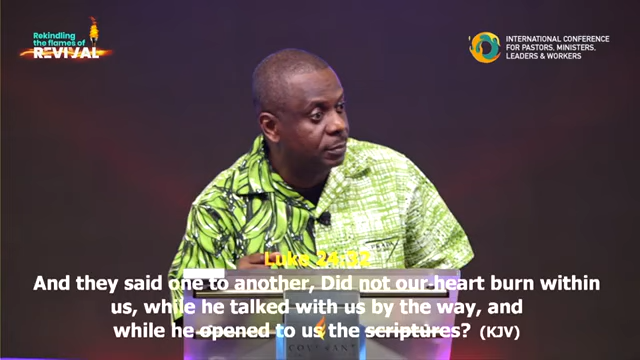 Rekindling
the flames of
REVIVAL
INTERNATIONAL CONFERENCE
FOR PASTORS, MINISTERS,
LEADERS & WORKERS
Luke 24:32
And they said one to another, Did not our heart burn within
us, while he talked with us by the way, and
while he opened to us the scriptures? (KJV)
COVENANT